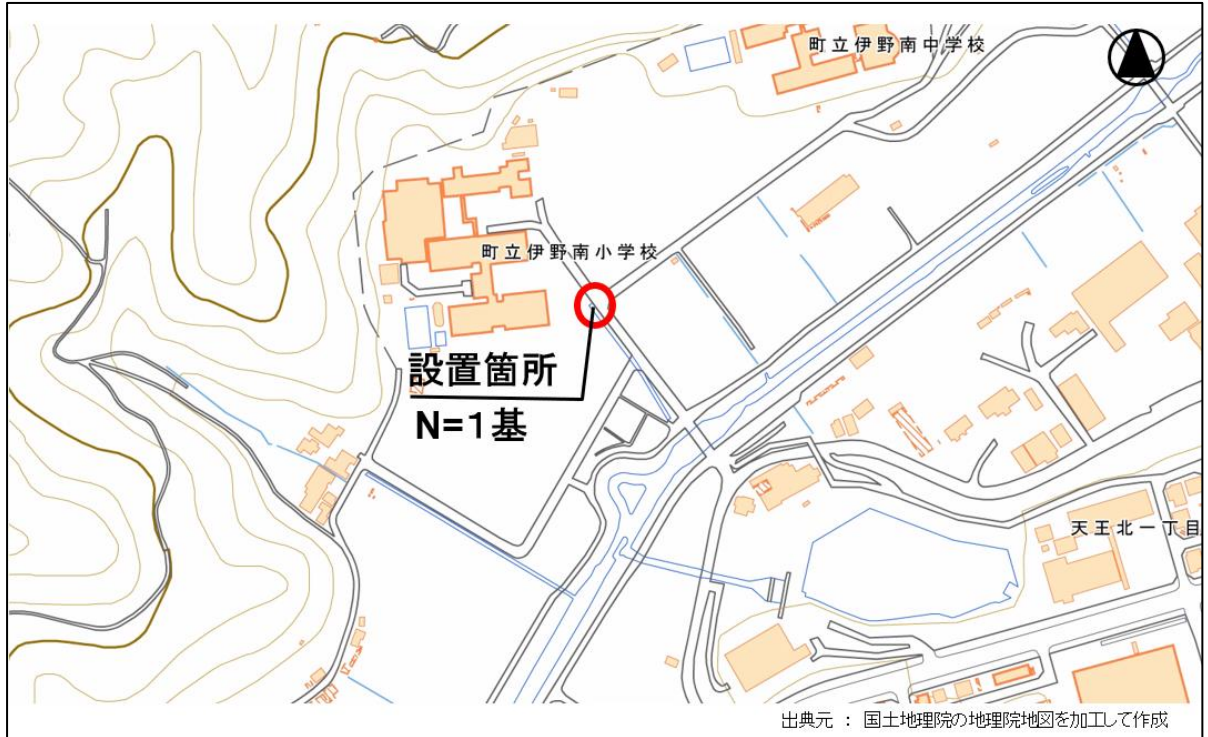 町立伊野南中学校
町立伊野南小学校
設置箇所
N=1基
天王北一丁目
出典元 : 国土地理院の地理院地図を加工して作成